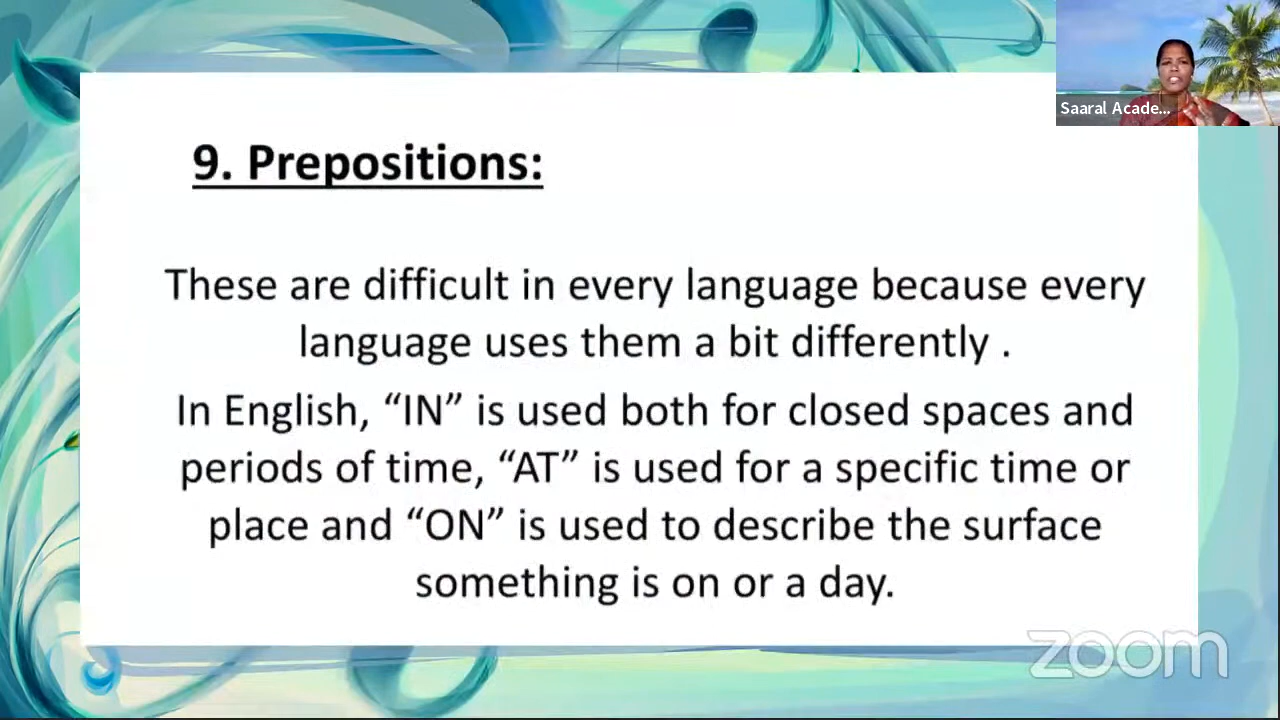 Saaral Acade...
9. Prepositions:
These are difficult in every language because every
language uses them a bit differently .
In English, “IN” is used both for closed spaces and
periods of time, “AT” is used for a specific time or
place and “ON” is used to describe the surface
something is on or a day.
zoom